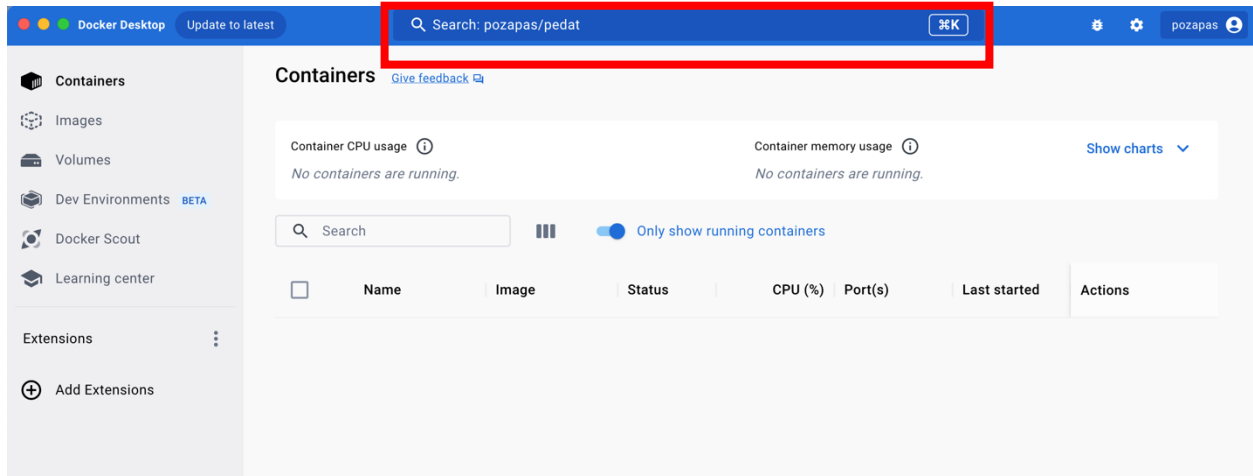 Docker Desktop Update to latest Search: pozapas/pedat ⌘K pozapas
Containers
Images
Volumes
Dev Environments BETA
Docker Scout
Learning center
Extensions
Add Extensions
Containers Give feedback
Container CPU usage
No containers are running.
Container memory usage
No containers are running.
Show charts
Search Only show running containers
Name Image Status CPU (%) Port(s) Last started Actions